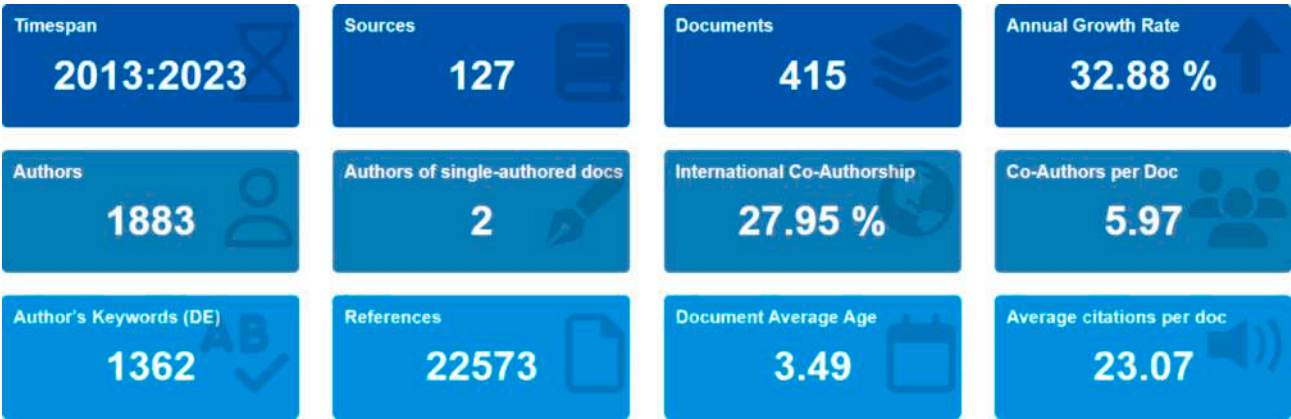 Timespan
2013:2023
Sources
127
Documents
415
Annual Growth Rate
32.88 %
Authors
1883
Authors of single-authored docs
2
International Co-Authorship
27.95 %
Co-Authors per Doc
5.97
Author's Keywords (DE)
1362
AB
References
22573
Document Average Age
3.49
Average citations per doc
23.07